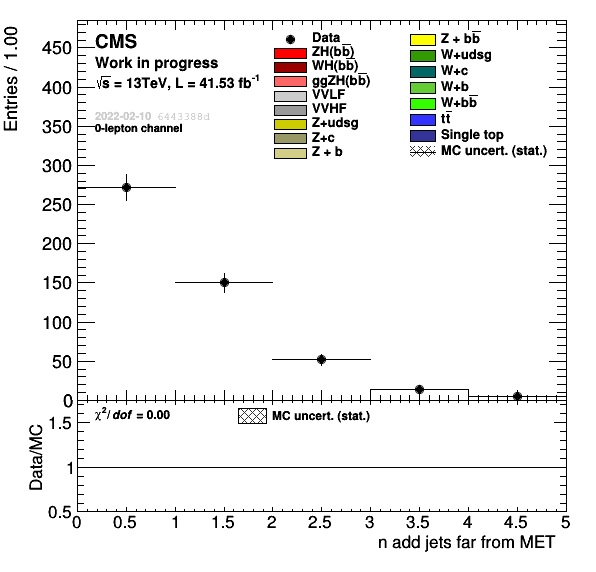 Entries / 1.00
450
400
350
300
250
200
150
100
50
0
CMS
Work in progress
√s = 13TeV, L = 41.53 fb⁻¹
2022-02-10 6443388d
0-lepton channel
Data
ZH(bb̅)
WH(bb̅)
ggZH(bb̅)
VVLF
VVHF
Z+udsg
Z+c
Z + b
Z + bb̅
W+udsg
W+c
W+b
W+bb̅
tt̅
Single top
MC uncert. (stat.)
Data/MC
1.5
1
0.5
χ²/dof = 0.00
MC uncert. (stat.)
0 0.5 1 1.5 2 2.5 3 3.5 4 4.5 5
n add jets far from MET